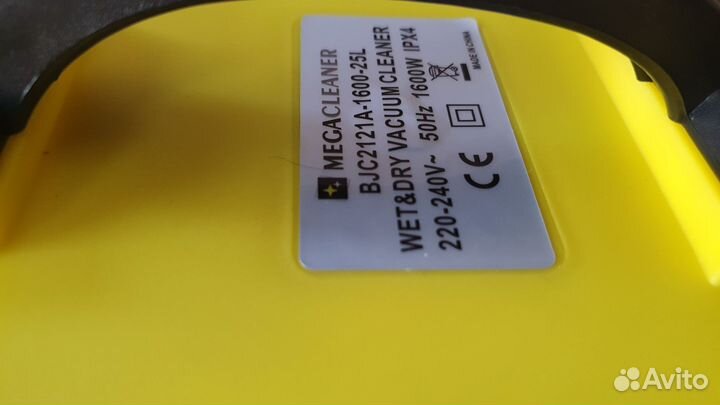 MEGACLEANER
BJC2121A-1600-25L
WET&DRY VACUUM CLEANER
220-240V~ 50Hz 1600W IPX4
CE
MADE IN CHINA
Avito